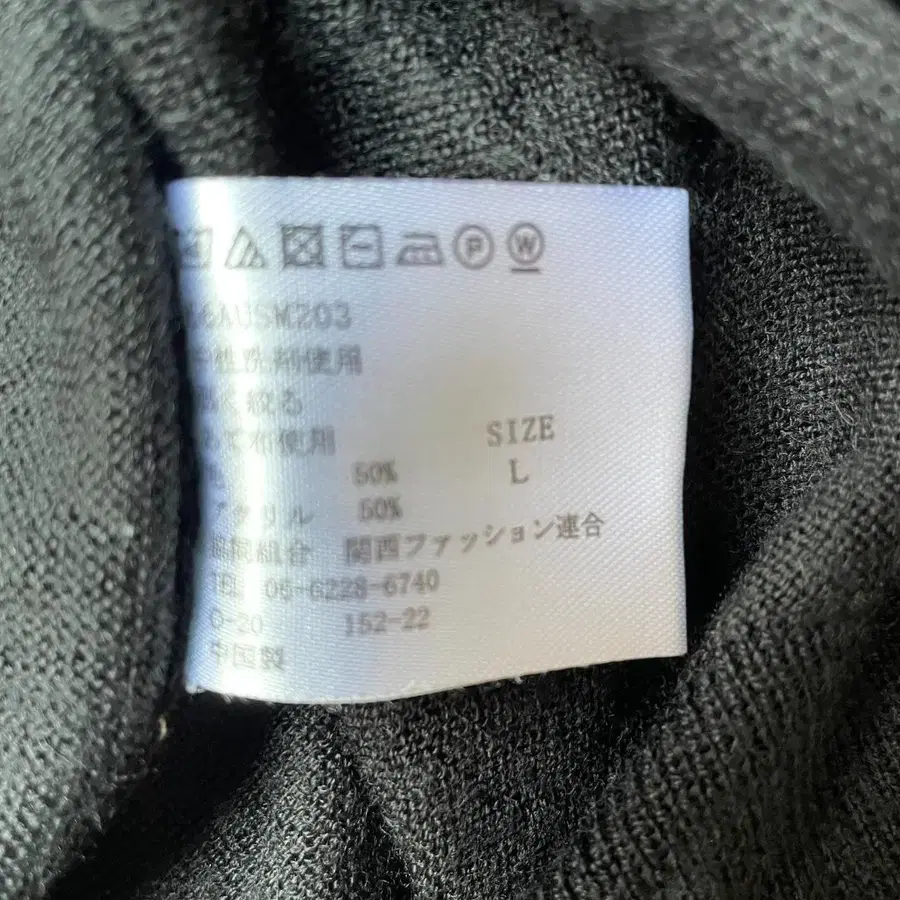 P W
AUSM203
中性洗剤使用
弱く絞る
あて布使用
SIZE
50% L
アクリル 50%
協同組合 関西ファッション連合
TEL 06-6228-6740
0-20 152-22
中国製